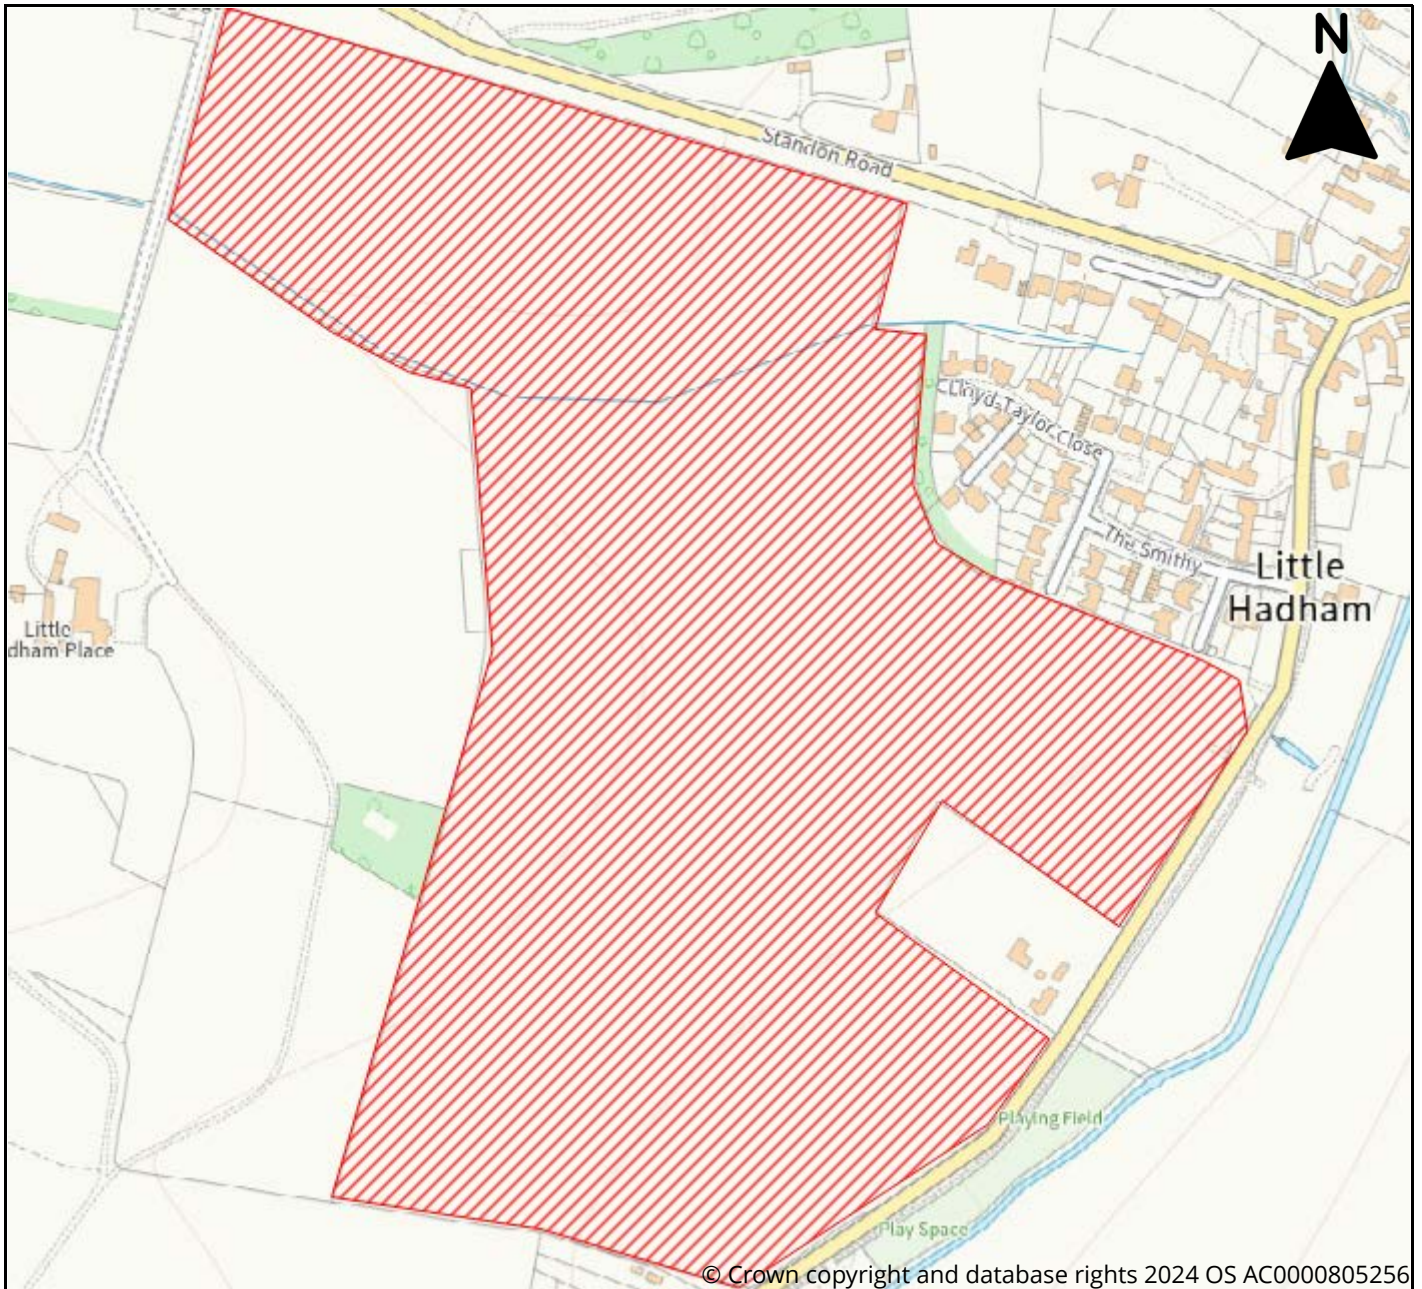 N
Standon Road
Lloyd Taylor Close
The Smithy
Little
Hadham
Little
dham Place
Playing Field
Play Space
© Crown copyright and database rights 2024 OS AC0000805256